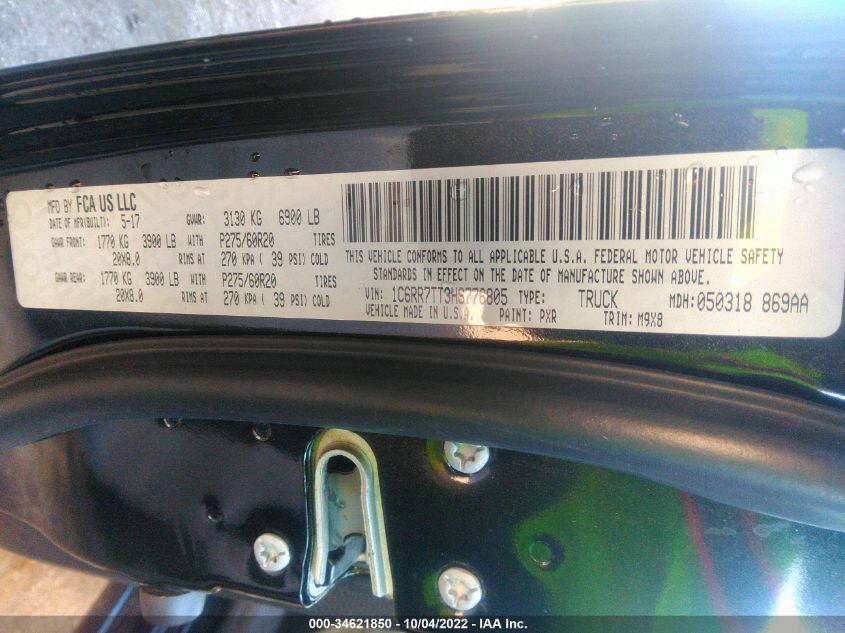 MFD BY FCA US LLC
DATE OF MFR(BUILT): 5-17 GVWR: 3130 KG 6900 LB
GAWR FRONT: 1770 KG 3900 LB WITH P275/60R20 TIRES
20X8.0 RIMS AT 270 KPA ( 39 PSI) COLD
GAWR REAR: 1770 KG 3900 LB WITH P275/60R20 TIRES
20X8.0 RIMS AT 270 KPA ( 39 PSI) COLD
THIS VEHICLE CONFORMS TO ALL APPLICABLE U.S.A. FEDERAL MOTOR VEHICLE SAFETY
STANDARDS IN EFFECT ON THE DATE OF MANUFACTURE SHOWN ABOVE.
VIN: 1C6RR7TT3HS776805 TYPE: TRUCK MDH:050318 869AA
VEHICLE MADE IN U.S.A. PAINT: PXR TRIM: M9X8
000-34621850 - 10/04/2022 - IAA Inc.